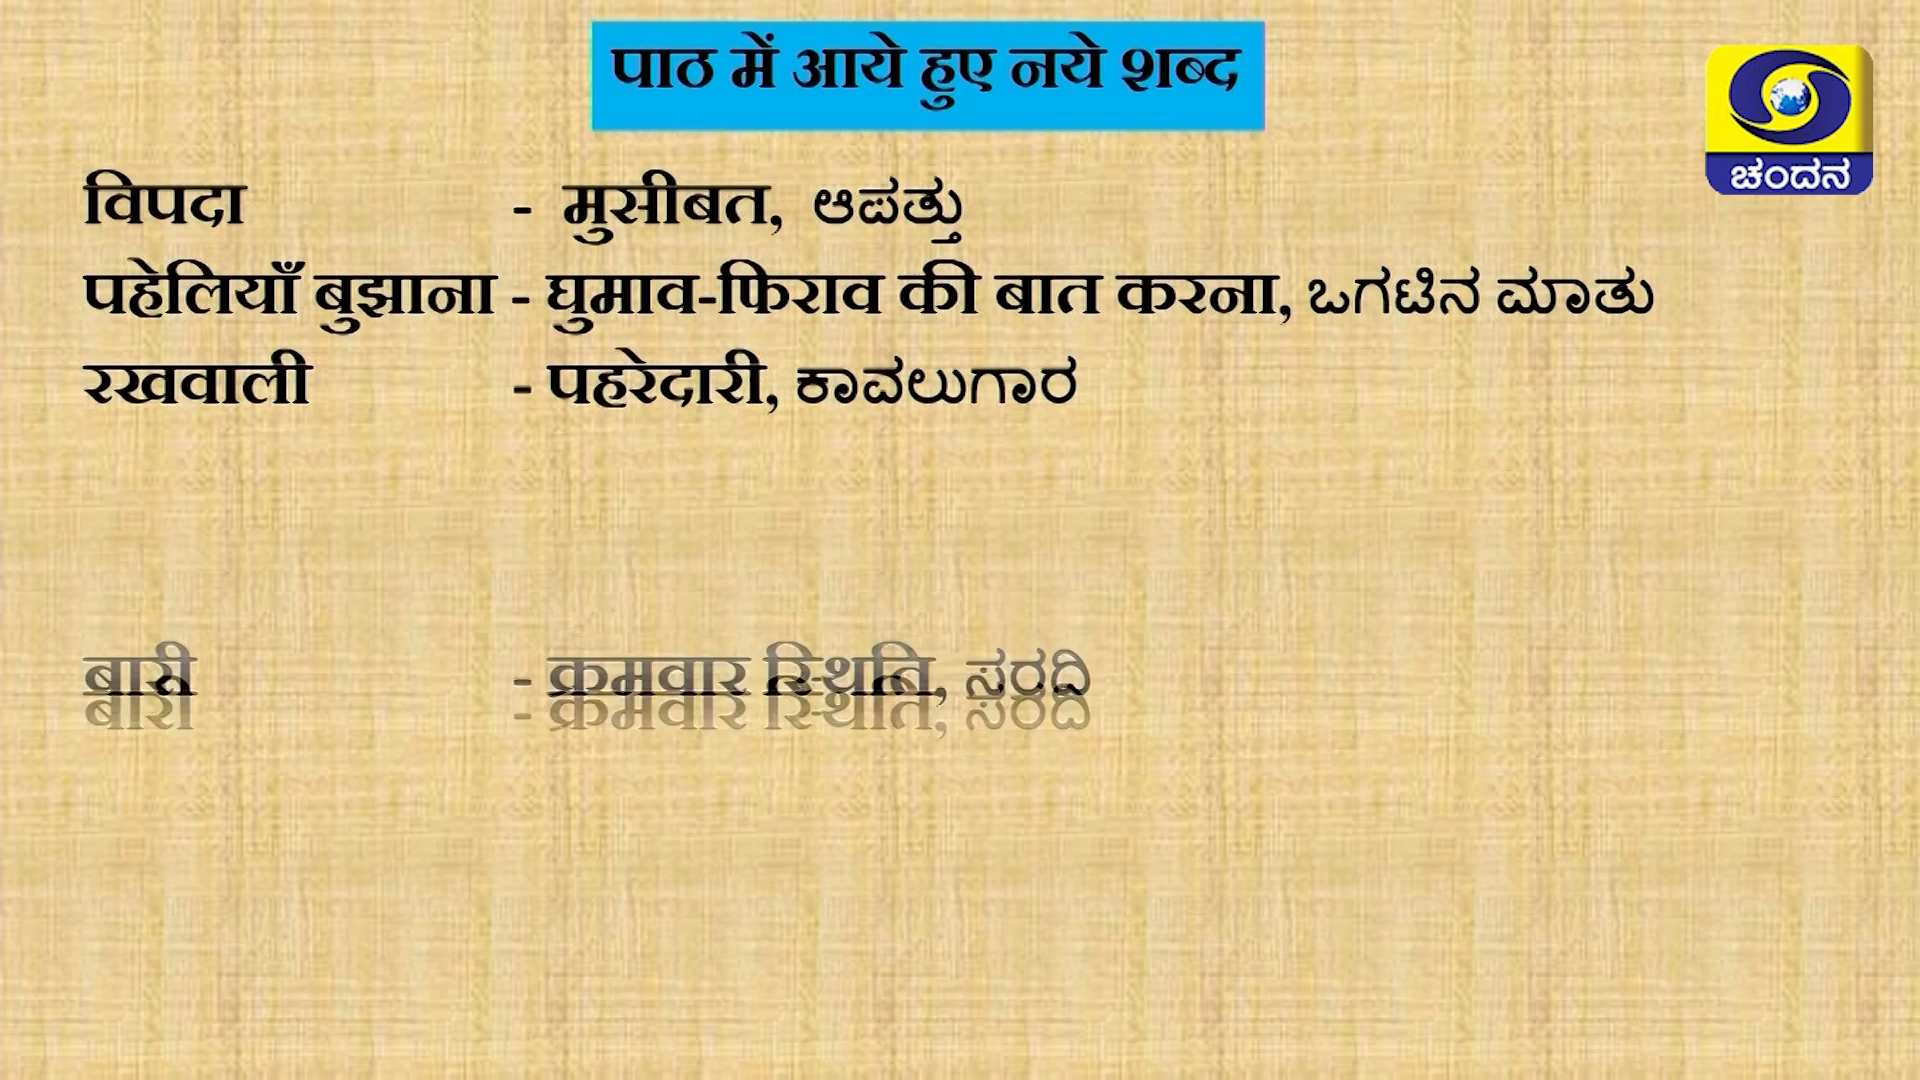 पाठ में आये हुए नये शब्द
ಚಂದನ
विपदा - मुसीबत, ಆಪತ್ತು
पहेलियाँ बुझाना - घुमाव-फिराव की बात करना, ಒಗಟಿನ ಮಾತು
रखवाली - पहरेदारी, ಕಾವಲುಗಾರ
बारी - क्रमवार स्थिति, ಸರದಿ